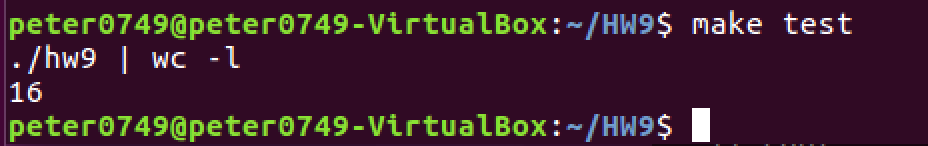 peter0749@peter0749-VirtualBox:~/HW9$ make test
./hw9 | wc -l
16
peter0749@peter0749-VirtualBox:~/HW9$